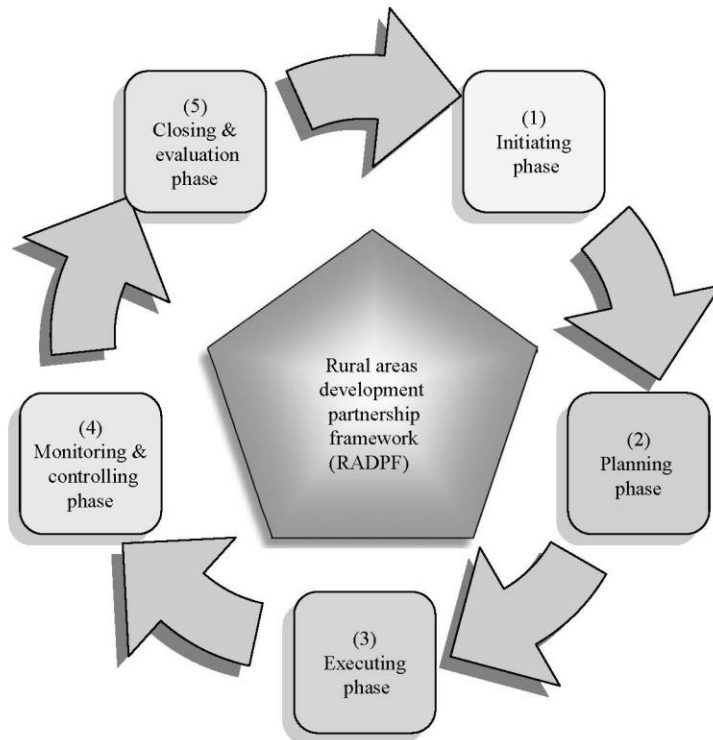 (1)
Initiating
phase
(2)
Planning
phase
(3)
Executing
phase
(4)
Monitoring &
controlling
phase
(5)
Closing &
evaluation
phase
Rural areas
development
partnership
framework
(RADPF)